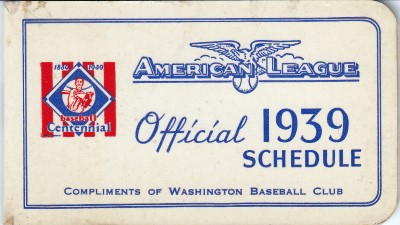 AMERICAN LEAGUE
1839 1939
baseball
Centennial
Official 1939
SCHEDULE
COMPLIMENTS OF WASHINGTON BASEBALL CLUB